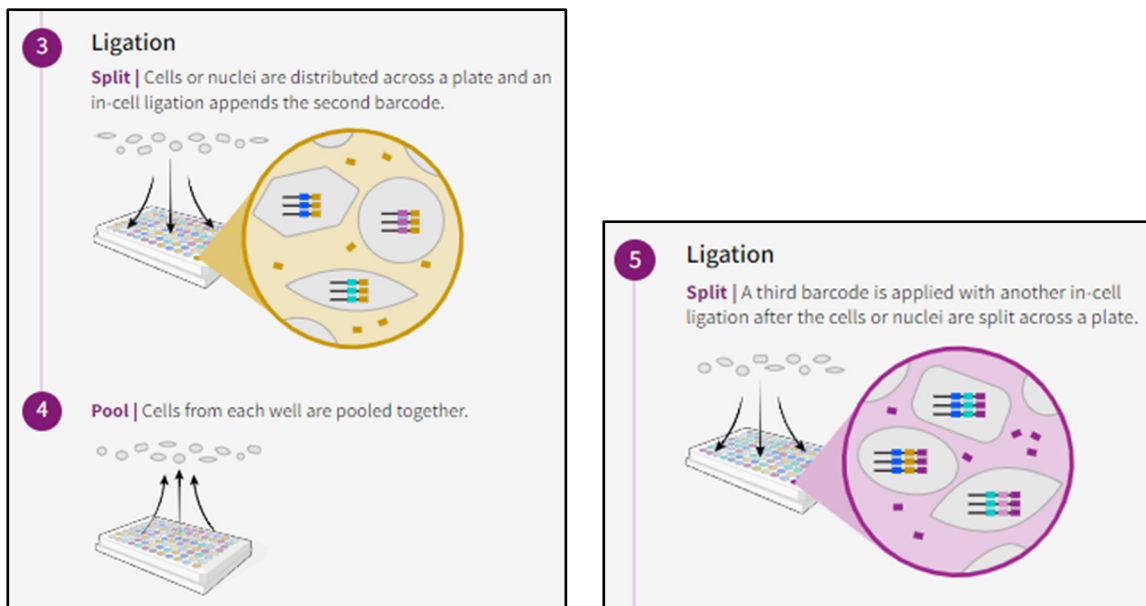 3
Ligation
Split | Cells or nuclei are distributed across a plate and an
in-cell ligation appends the second barcode.
4
Pool | Cells from each well are pooled together.
5
Ligation
Split | A third barcode is applied with another in-cell
ligation after the cells or nuclei are split across a plate.